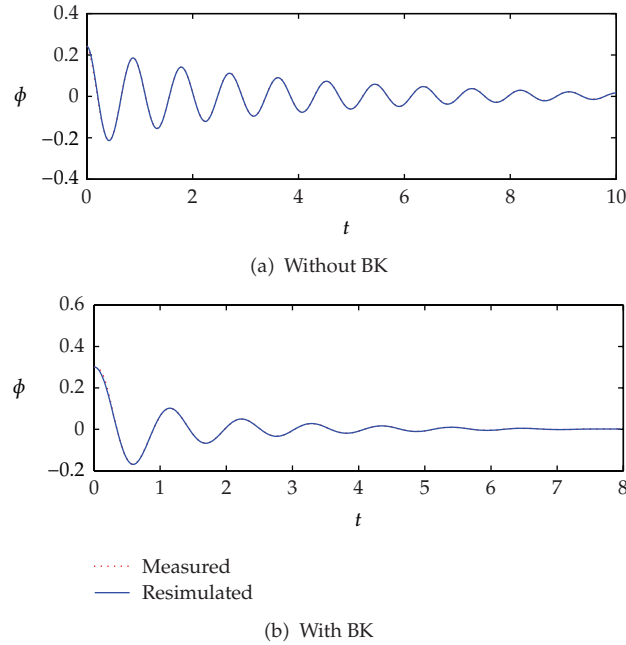 0.4
0.2
0
−0.2
−0.4
ϕ
0 2 4 6 8 10
t
(a) Without BK
0.6
0.4
0.2
0
−0.2
ϕ
0 1 2 3 4 5 6 7 8
t
Measured
Resimulated
(b) With BK